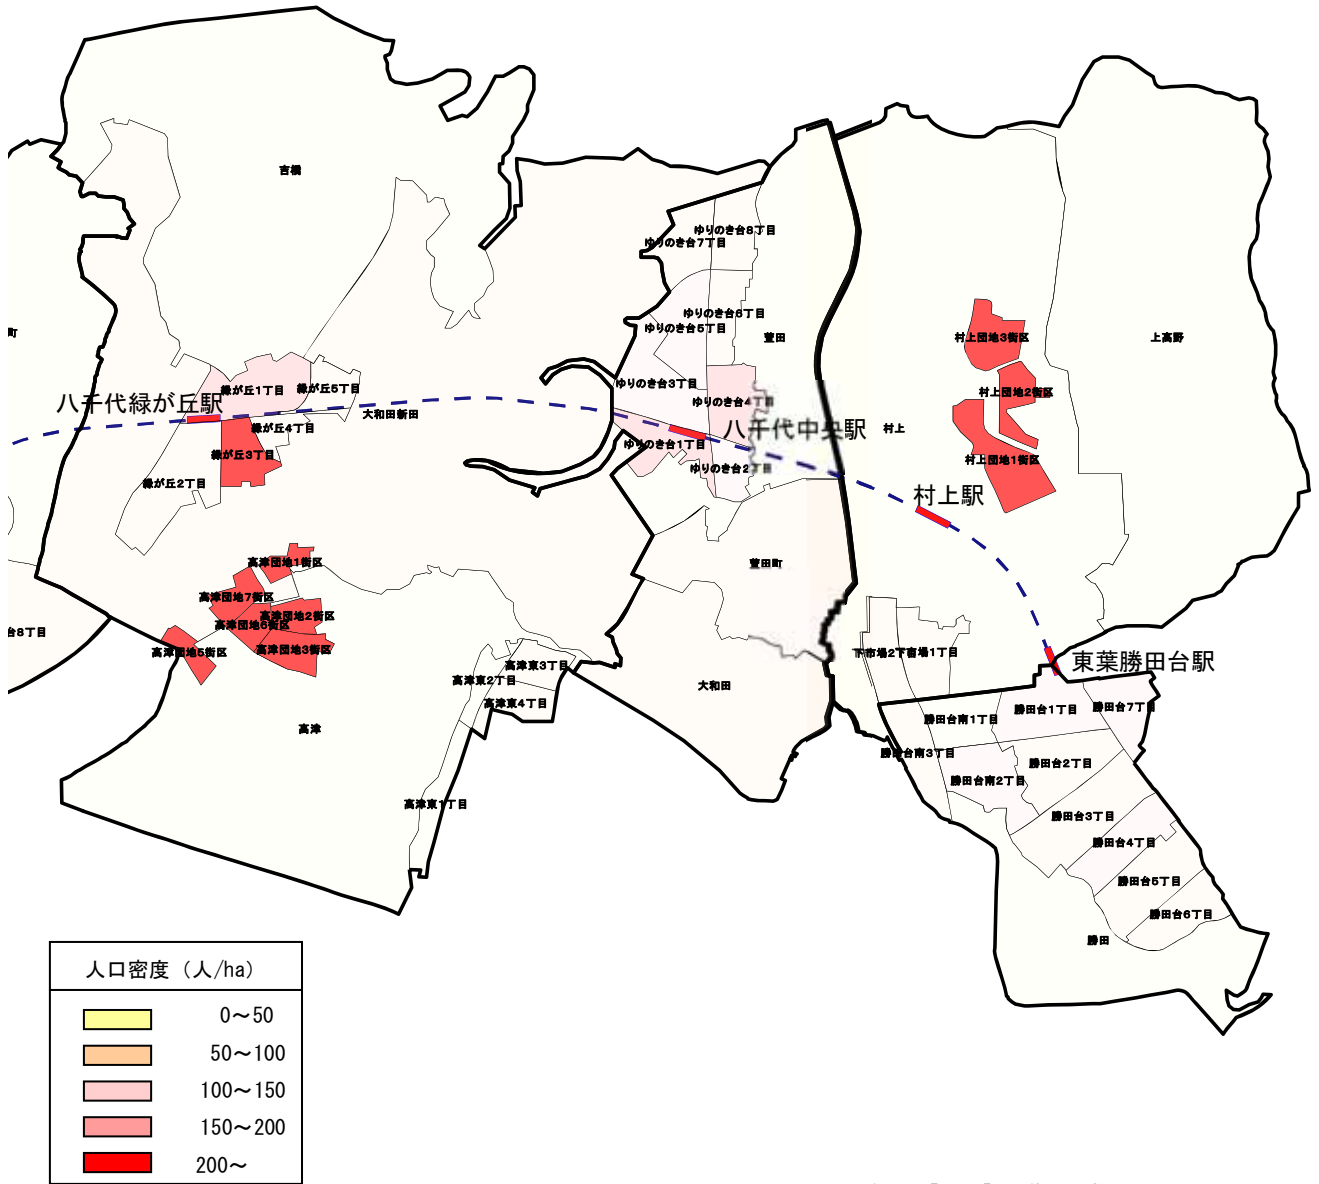 吉橋
ゆりのき台8丁目
ゆりのき台7丁目
ゆりのき台6丁目
ゆりのき台5丁目
萱田
村上団地3街区
上高野
町
緑が丘1丁目
緑が丘5丁目
ゆりのき台3丁目
村上団地2街区
八千代緑が丘駅
大和田新田
ゆりのき台4丁目
緑が丘4丁目
八千代中央駅
村上
ゆりのき台1丁目
緑が丘3丁目
ゆりのき台2丁目
村上団地1街区
緑が丘2丁目
村上駅
高津団地1街区
萱田町
高津団地7街区
高津団地2街区
高津団地6街区
台8丁目
高津団地5街区
高津団地3街区
下市場2
下市場1丁目
高津東3丁目
東葉勝田台駅
高津東2丁目
大和田
高津東4丁目
勝田台1丁目
勝田台7丁目
勝田台南1丁目
高津
勝田台南3丁目
勝田台2丁目
勝田台南2丁目
高津東1丁目
勝田台3丁目
勝田台4丁目
勝田台5丁目
勝田台6丁目
勝田
人口密度（人/ha）
0～50
50～100
100～150
150～200
200～